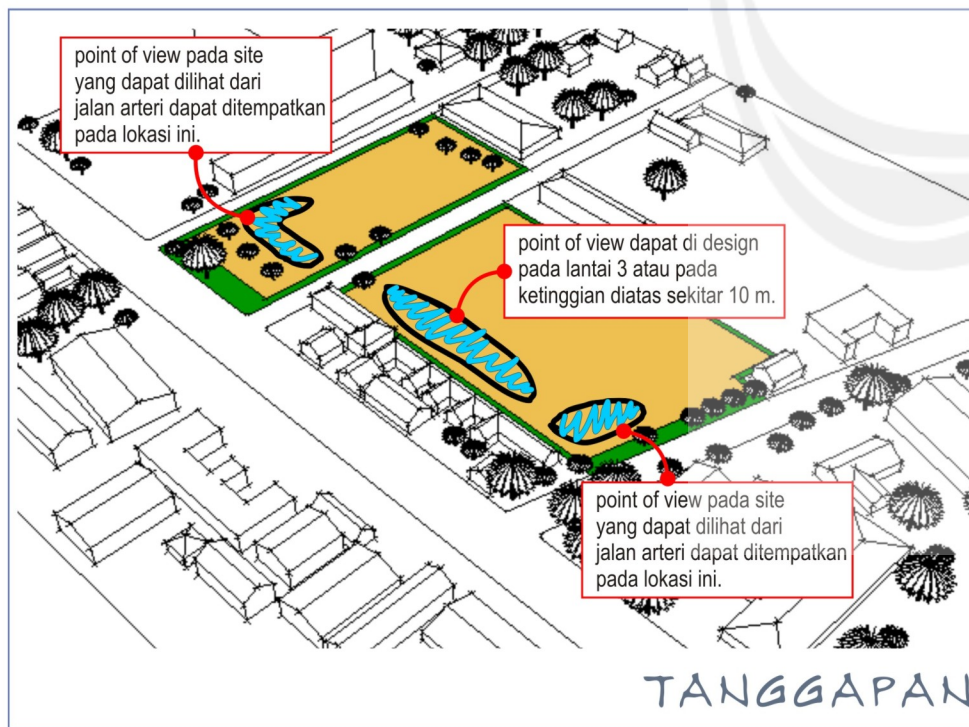 point of view pada site
yang dapat dilihat dari
jalan arteri dapat ditempatkan
pada lokasi ini.
point of view dapat di design
pada lantai 3 atau pada
ketinggian diatas sekitar 10 m.
point of view pada site
yang dapat dilihat dari
jalan arteri dapat ditempatkan
pada lokasi ini.
TANGGAPAN